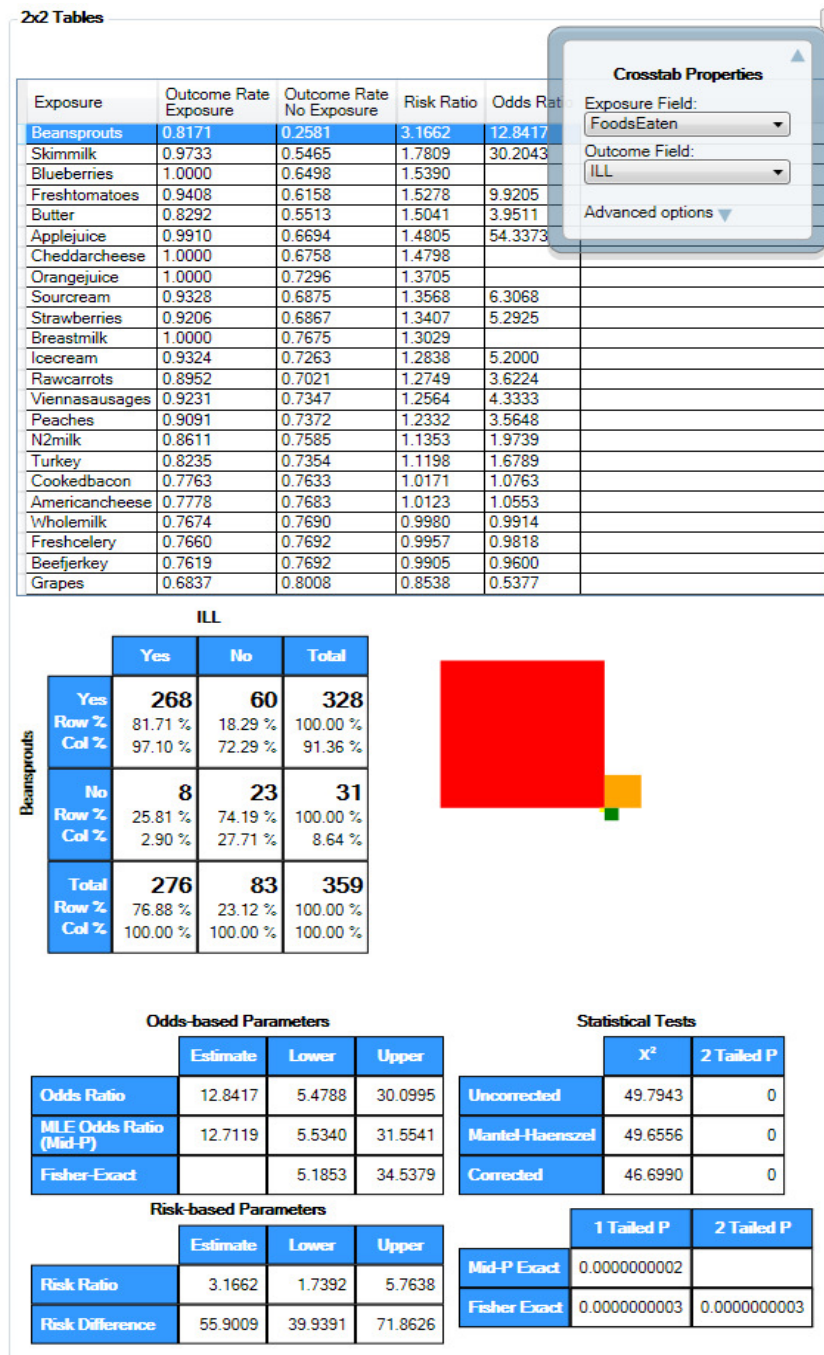 2x2 Tables
Crosstab Properties
Exposure Field:
FoodsEaten
Outcome Field:
ILL
Advanced options
Exposure Outcome Rate Exposure Outcome Rate No Exposure Risk Ratio Odds
Beansprouts 0.8171 0.2581 3.1662 12.8417
Skimmilk 0.9733 0.5465 1.7809 30.2043
Blueberries 1.0000 0.6498 1.5390
Freshtomatoes 0.9408 0.6158 1.5278 9.9205
Butter 0.8292 0.5513 1.5041 3.9511
Applejuice 0.9910 0.6694 1.4805 54.3373
Cheddarcheese 1.0000 0.6758 1.4798
Orangejuice 1.0000 0.7296 1.3705
Sourcream 0.9328 0.6875 1.3568 6.3068
Strawberries 0.9206 0.6867 1.3407 5.2925
Breastmilk 1.0000 0.7675 1.3029
Icecream 0.9324 0.7263 1.2838 5.2000
Rawcarrots 0.8952 0.7021 1.2749 3.6224
Viennasausages 0.9231 0.7347 1.2564 4.3333
Peaches 0.9091 0.7372 1.2332 3.5648
N2milk 0.8611 0.7585 1.1353 1.9739
Turkey 0.8235 0.7354 1.1198 1.6789
Cookedbacon 0.7763 0.7633 1.0171 1.0763
Americancheese 0.7778 0.7683 1.0123 1.0553
Wholemilk 0.7674 0.7690 0.9980 0.9914
Freshcelery 0.7660 0.7692 0.9957 0.9818
Beefjerkey 0.7619 0.7692 0.9905 0.9600
Grapes 0.6837 0.8008 0.8538 0.5377
ILL
Yes No Total
Beansprouts
Yes 268 60 328
Row % 81.71 % 18.29 % 100.00 %
Col % 97.10 % 72.29 % 91.36 %
No 8 23 31
Row % 25.81 % 74.19 % 100.00 %
Col % 2.90 % 27.71 % 8.64 %
Total 276 83 359
Row % 76.88 % 23.12 % 100.00 %
Col % 100.00 % 100.00 % 100.00 %
Odds-based Parameters
Estimate Lower Upper
Odds Ratio 12.8417 5.4788 30.0995
MLE Odds Ratio (Mid-P) 12.7119 5.5340 31.5541
Fisher-Exact 5.1853 34.5379
Risk-based Parameters
Estimate Lower Upper
Risk Ratio 3.1662 1.7392 5.7638
Risk Difference 55.9009 39.9391 71.8626
Statistical Tests
X² 2 Tailed P
Uncorrected 49.7943 0
Mantel-Haenszel 49.6556 0
Corrected 46.6990 0
1 Tailed P 2 Tailed P
Mid-P Exact 0.0000000002
Fisher Exact 0.0000000003 0.0000000003